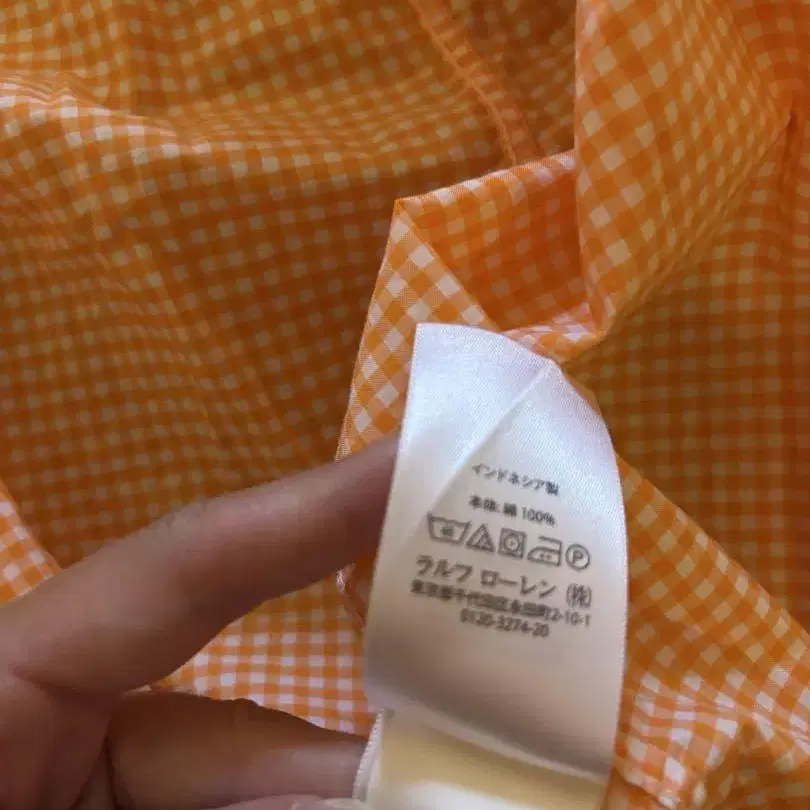 インドネシア製
本体: 綿 100%
P
ラルフ ローレン (株)
東京都千代田区永田町2-10-1
0120-3274-20